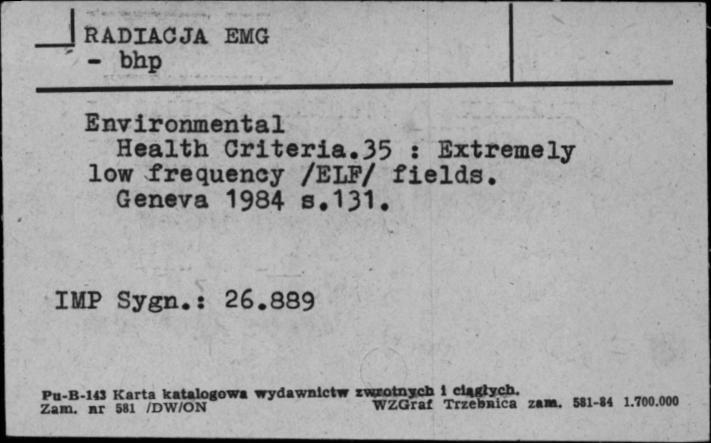 RADIACJA EMG
- bhp
Environmental
Health Criteria.35 : Extremely
low frequency /ELF/ fields.
Geneva 1984 s.131.
IMP Sygn.: 26.889
Pu-B-143 Karta katalogowa wydawnictw zwrotnych i ciągłych.
Zam. nr 581 /DW/ON WZGraf Trzebnica zam. 581-84 1.700.000